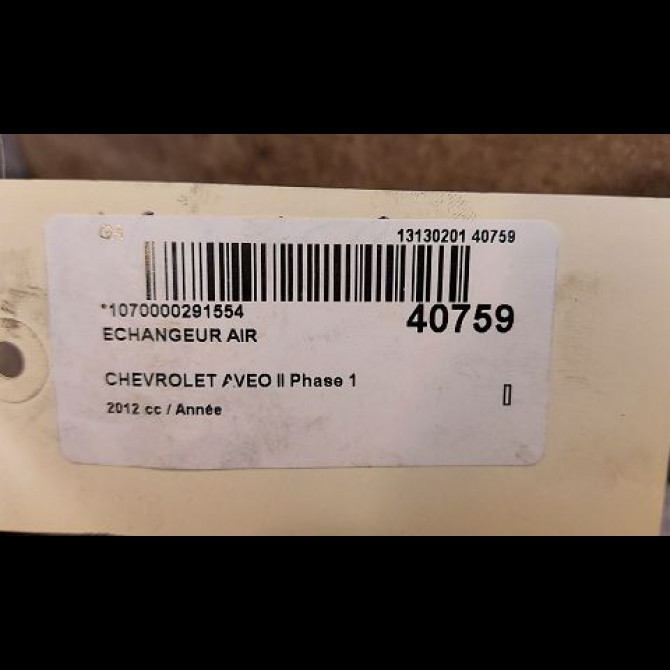 13130201 40759
*1070000291554
40759
ECHANGEUR AIR
CHEVROLET AVEO II Phase 1
2012 cc / Année